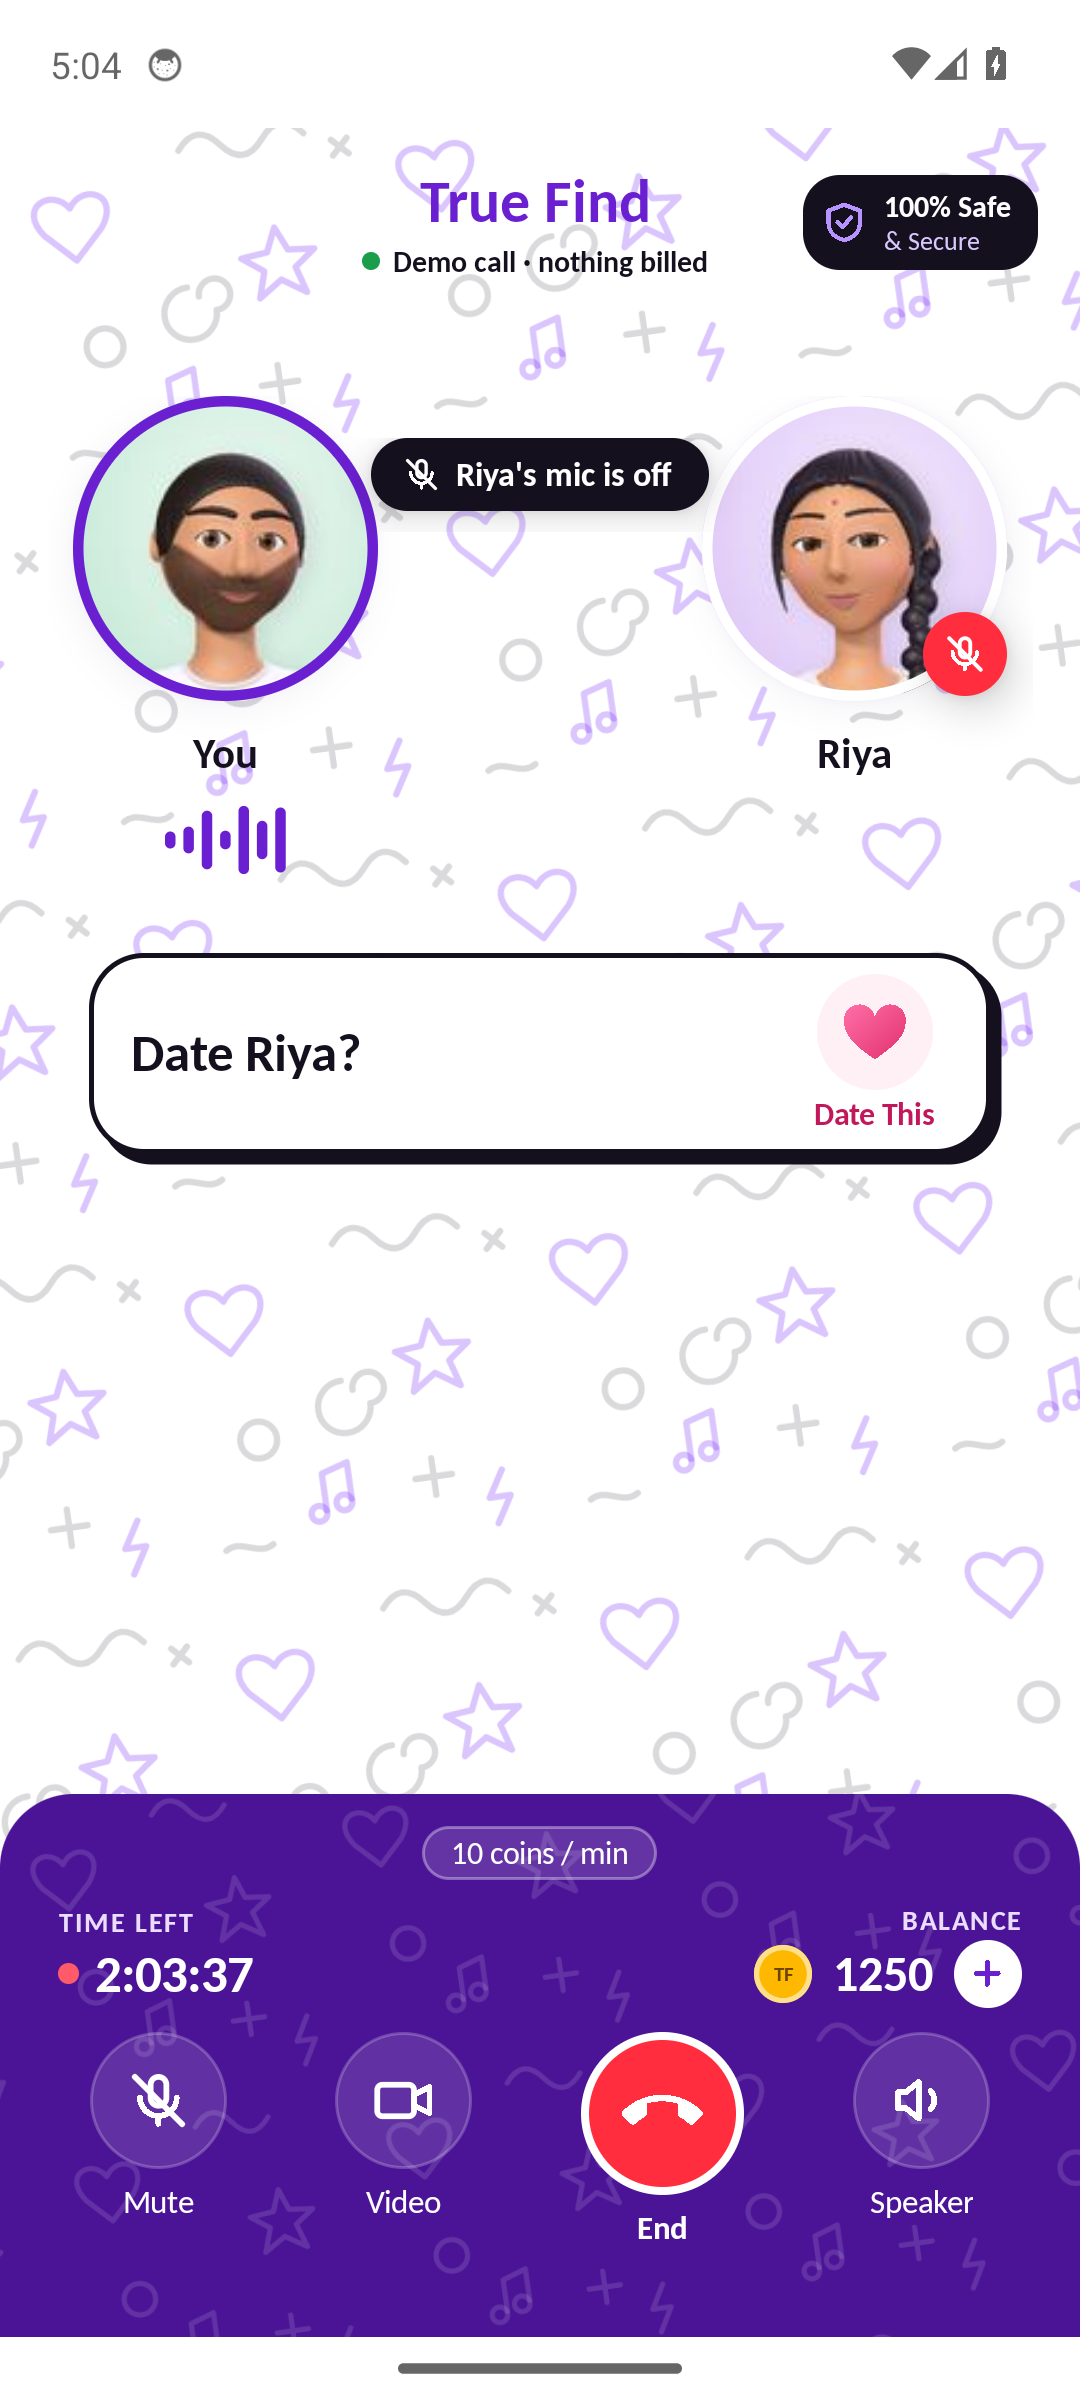 5:04
True Find
Demo call · nothing billed
100% Safe
& Secure
Riya's mic is off
You
Riya
Date Riya?
Date This
10 coins / min
TIME LEFT
2:03:37
BALANCE
TF
1250
Mute
Video
End
Speaker